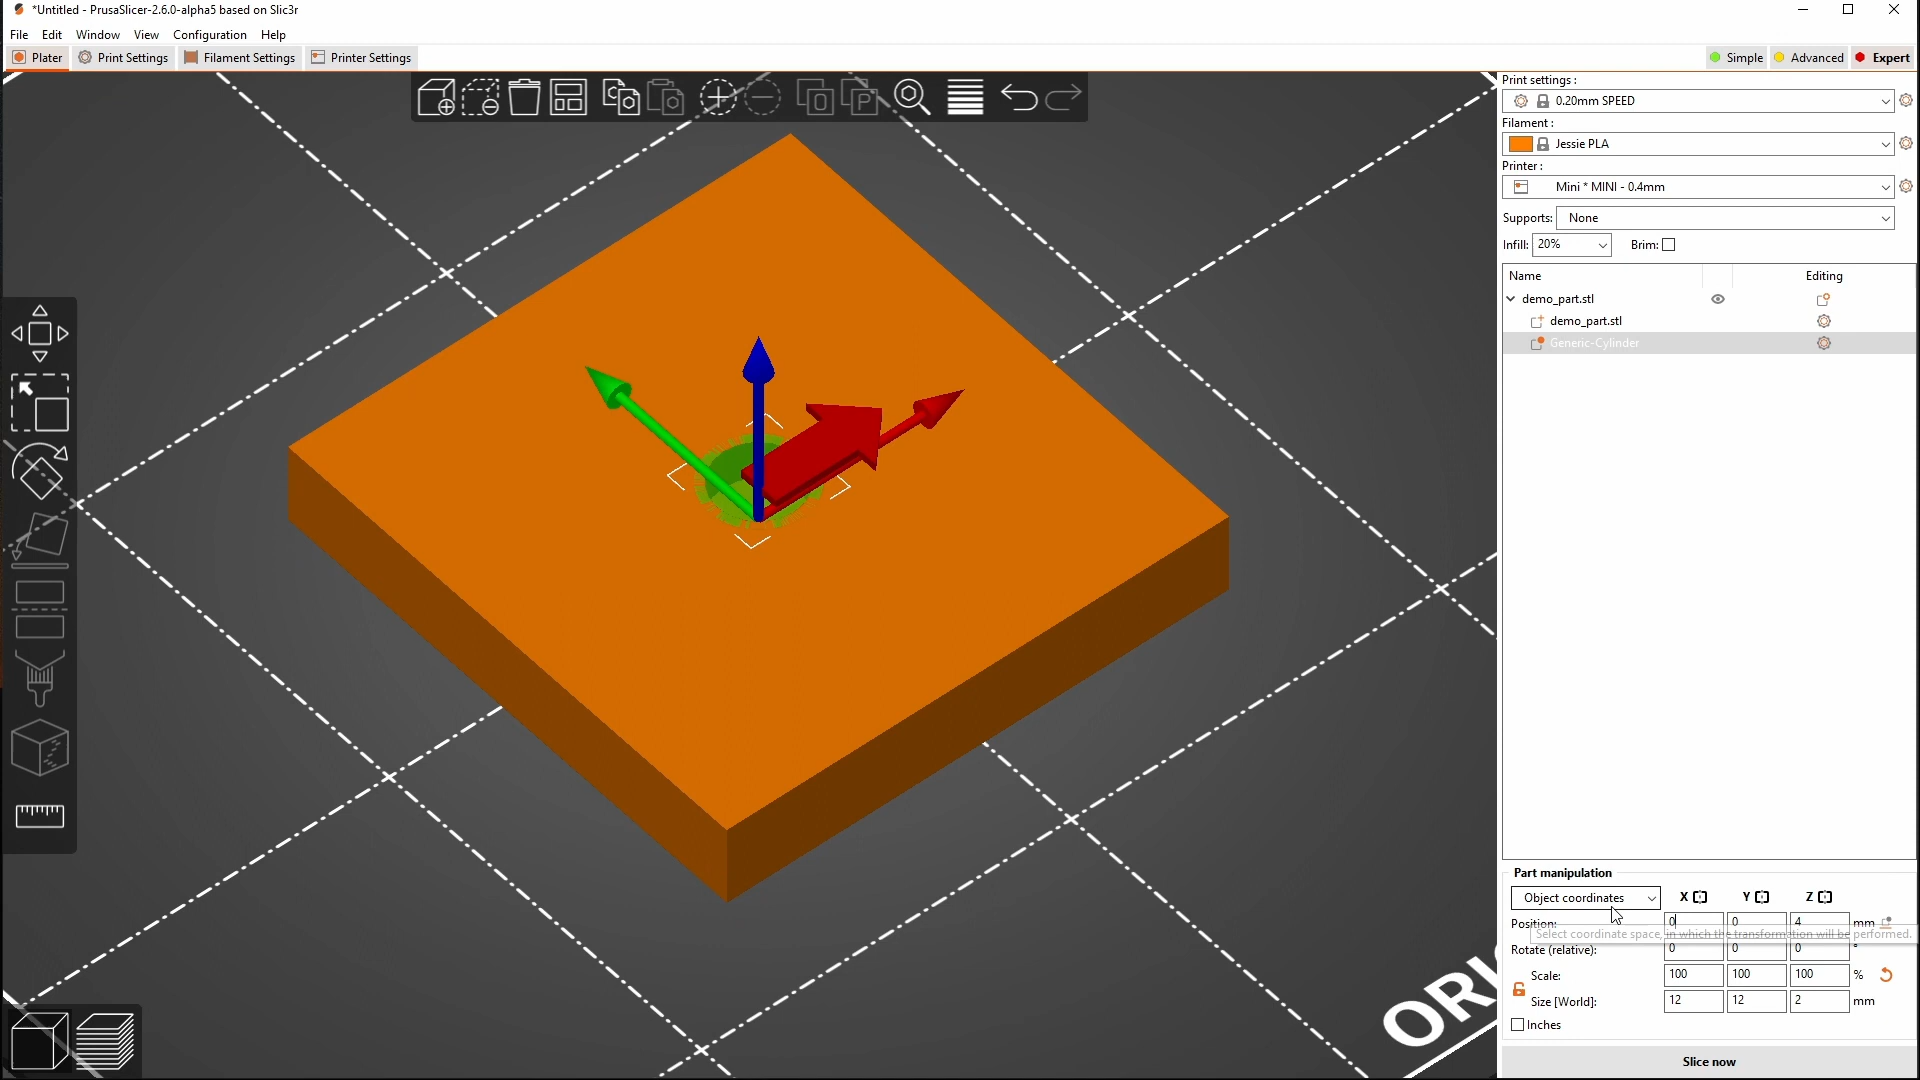 *Untitled - PrusaSlicer-2.6.0-alpha5 based on Slic3r
File Edit Window View Configuration Help
Plater Print Settings Filament Settings Printer Settings Simple Advanced Expert
Print settings :
0.20mm SPEED
Filament :
Jessie PLA
Printer :
Mini * MINI - 0.4mm
Supports: None
Infill: 20% Brim:
Name Editing
demo_part.stl
demo_part.stl
Generic-Cylinder
Part manipulation
Object coordinates X Y Z
Position: 0 0 4 mm
Select coordinate space, in which the transformation will be performed.
Rotate (relative): 0 0 0 °
Scale: 100 100 100 %
Size [World]: 12 12 2 mm
Inches
Slice now
P
ORI